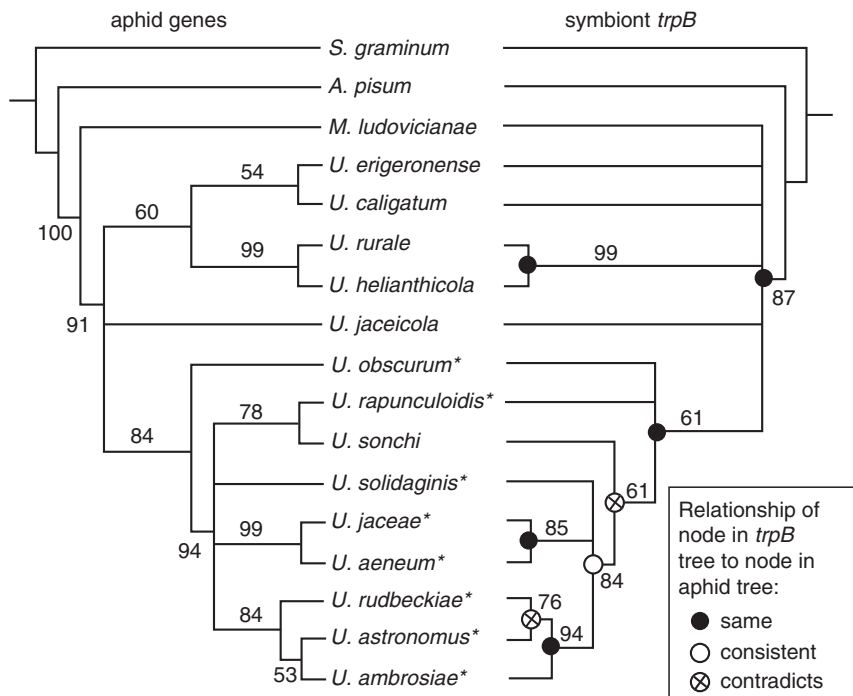 aphid genes
symbiont trpB
S. graminum
A. pisum
M. ludovicianae
U. erigeronense
54
U. caligatum
60
U. rurale
99
99
U. helianthicola
100
87
U. jaceicola
91
U. obscurum*
U. rapunculoidis*
78
61
84
U. sonchi
U. solidaginis*
61
U. jaceae*
99
85
94
U. aeneum*
84
U. rudbeckiae*
84
76
U. astronomus*
94
53
U. ambrosiae*
Relationship of
node in trpB
tree to node in
aphid tree:
same
consistent
contradicts